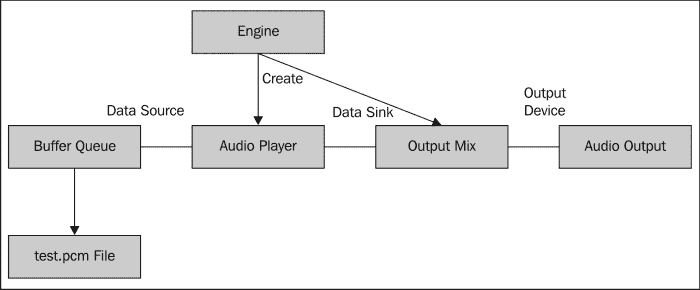 Engine
Create
Data Source
Data Sink
Output
Device
Buffer Queue
Audio Player
Output Mix
Audio Output
test.pcm File